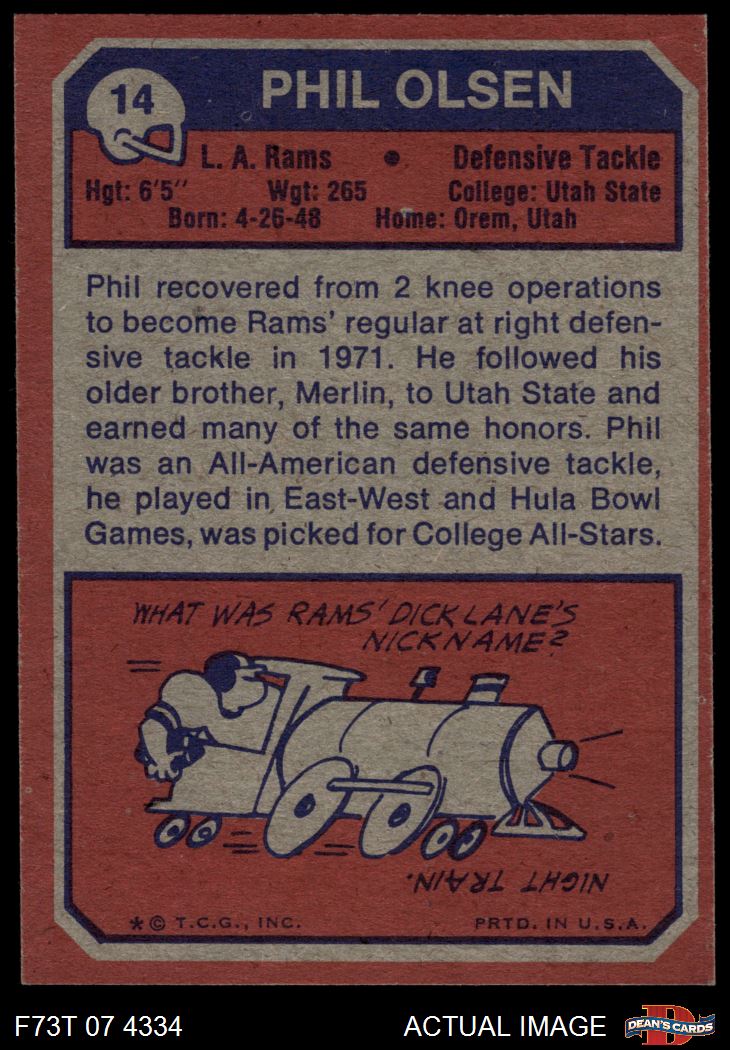 14
PHIL OLSEN
L. A. Rams • Defensive Tackle
Hgt: 6'5" Wgt: 265 College: Utah State
Born: 4-26-48 Home: Orem, Utah
Phil recovered from 2 knee operations
to become Rams' regular at right defen-
sive tackle in 1971. He followed his
older brother, Merlin, to Utah State and
earned many of the same honors. Phil
was an All-American defensive tackle,
he played in East-West and Hula Bowl
Games, was picked for College All-Stars.
WHAT WAS RAMS' DICK LANE'S
NICKNAME?
NIGHT TRAIN.
*© T.C.G., INC. PRTD. IN U.S.A.
F73T 07 4334 ACTUAL IMAGE
D
DEAN'S CARDS